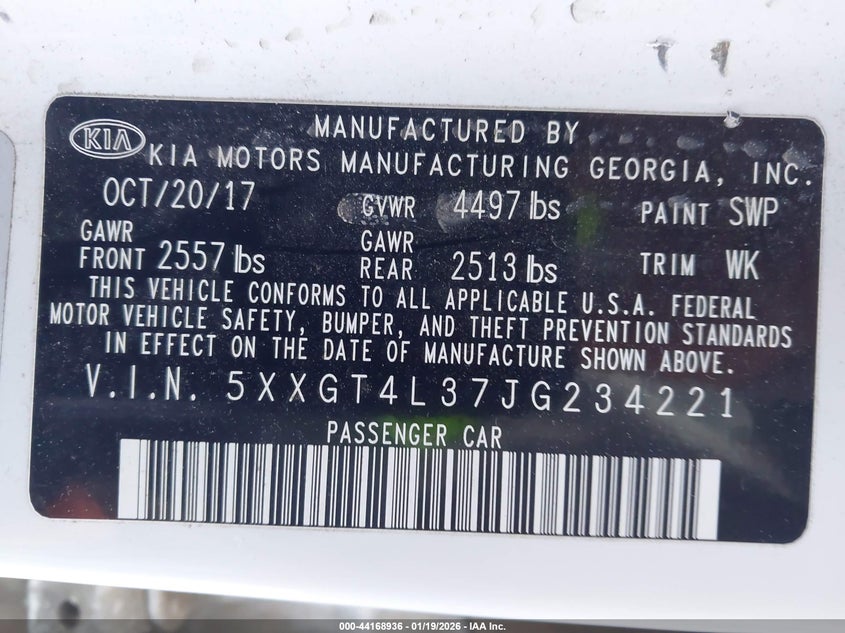 MANUFACTURED BY
KIA KIA MOTORS MANUFACTURING GEORGIA, INC.
OCT/20/17 GVWR 4497 lbs PAINT SWP
GAWR FRONT 2557 lbs GAWR REAR 2513 lbs TRIM WK
THIS VEHICLE CONFORMS TO ALL APPLICABLE U.S.A. FEDERAL
MOTOR VEHICLE SAFETY, BUMPER, AND THEFT PREVENTION STANDARDS
IN EFFECT ON THE DATE OF MANUFACTURE SHOWN ABOVE.
V.I.N. 5XXGT4L37JG234221
PASSENGER CAR
000-44168936 - 01/19/2026 - IAA Inc.